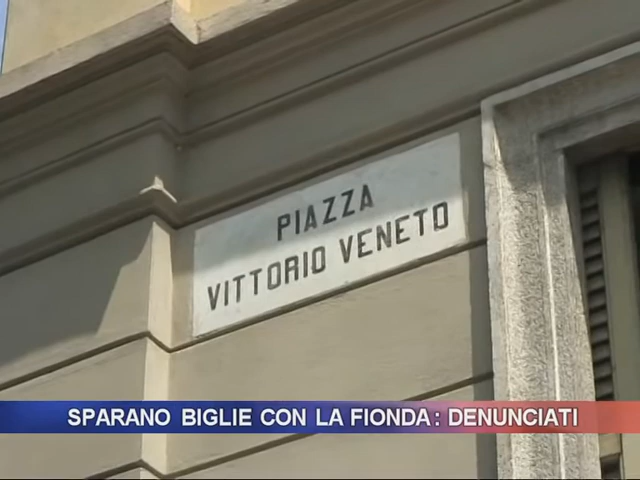 PIAZZA
VITTORIO VENETO
SPARANO BIGLIE CON LA FIONDA: DENUNCIATI